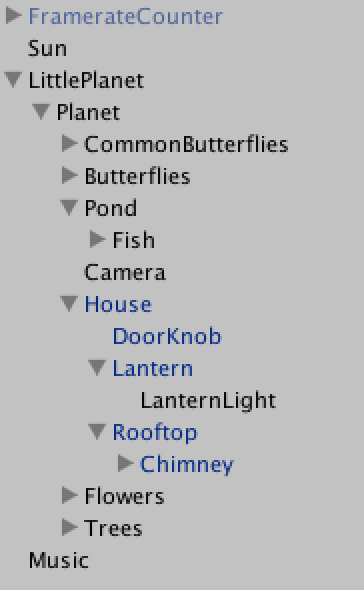 FramerateCounter
Sun
LittlePlanet
Planet
CommonButterflies
Butterflies
Pond
Fish
Camera
House
DoorKnob
Lantern
LanternLight
Rooftop
Chimney
Flowers
Trees
Music